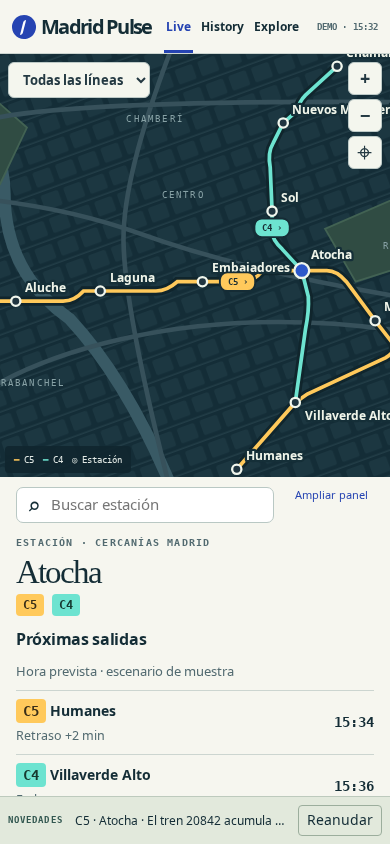 Madrid Pulse
Live History Explore
DEMO · 15:32
Todas las líneas
+
−
CHAMBERÍ
CENTRO
Sol
C4 ›
Atocha
Embajadores
C5 ›
Laguna
Aluche
RABANCHEL
Villaverde Alto
Humanes
C5 C4 ◎ Estación
Buscar estación
Ampliar panel
ESTACIÓN · CERCANÍAS MADRID
Atocha
C5 C4
Próximas salidas
Hora prevista · escenario de muestra
C5 Humanes
15:34
Retraso +2 min
C4 Villaverde Alto
15:36
NOVEDADES
C5 · Atocha · El tren 20842 acumula ...
Reanudar